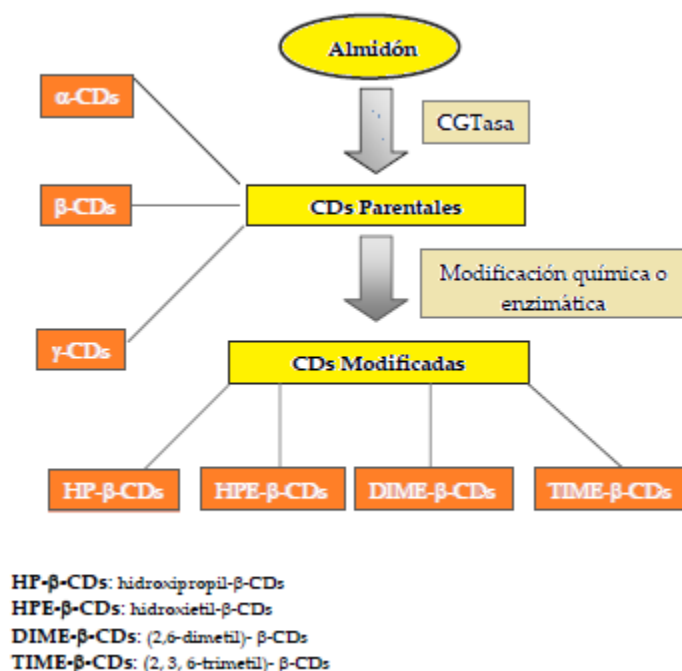 Almidón
α-CDs
CGTasa
β-CDs
CDs Parentales
Modificación química o
enzimática
γ-CDs
CDs Modificadas
HP-β-CDs
HPE-β-CDs
DIME-β-CDs
TIME-β-CDs
HP-β-CDs: hidroxipropil-β-CDs
HPE-β-CDs: hidroxietil-β-CDs
DIME-β-CDs: (2,6-dimetil)- β-CDs
TIME-β-CDs: (2, 3, 6-trimetil)- β-CDs